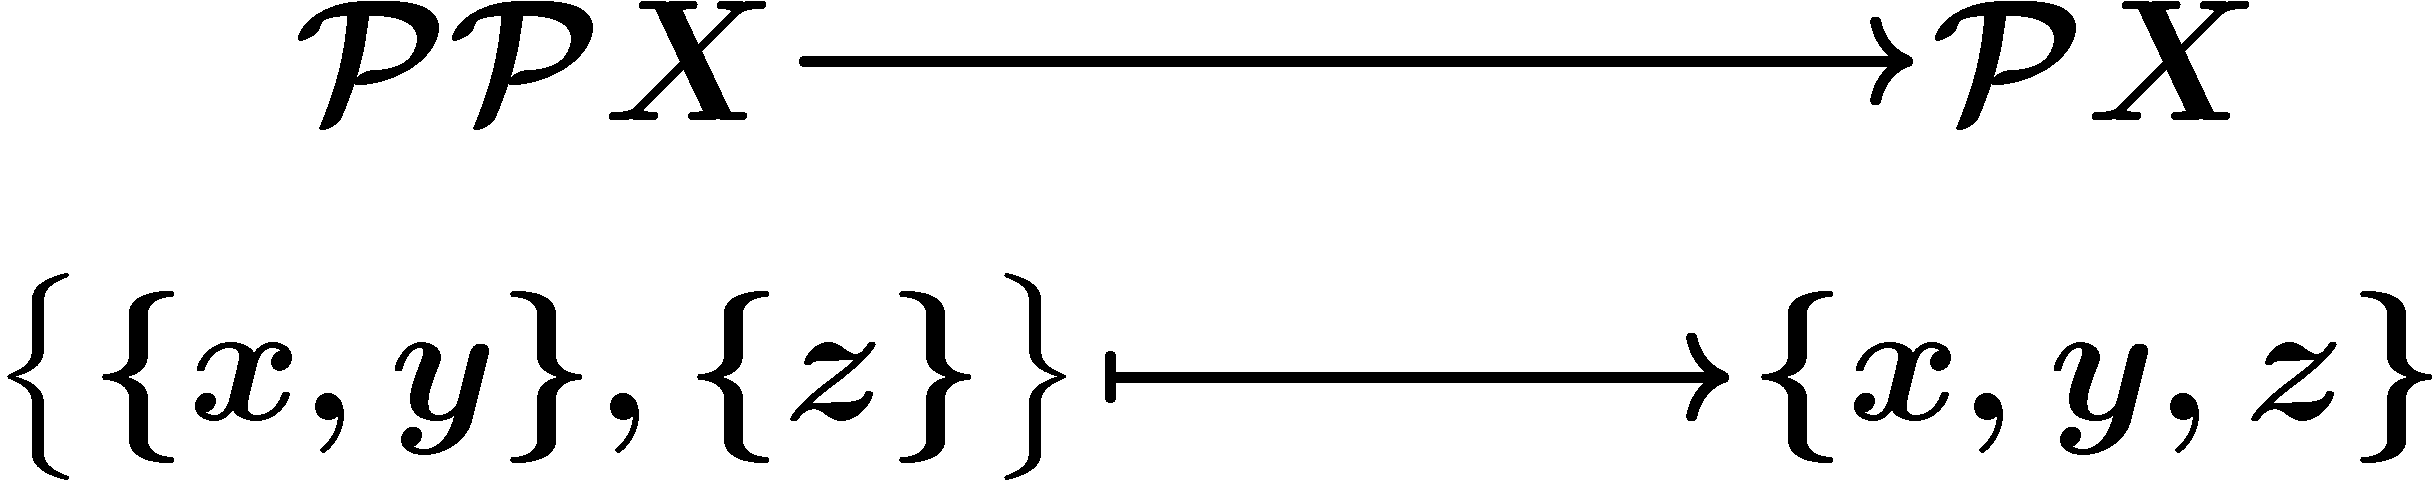 𝒫𝒫X ⟶ 𝒫X
{{x, y}, {z}} ⟼ {x, y, z}